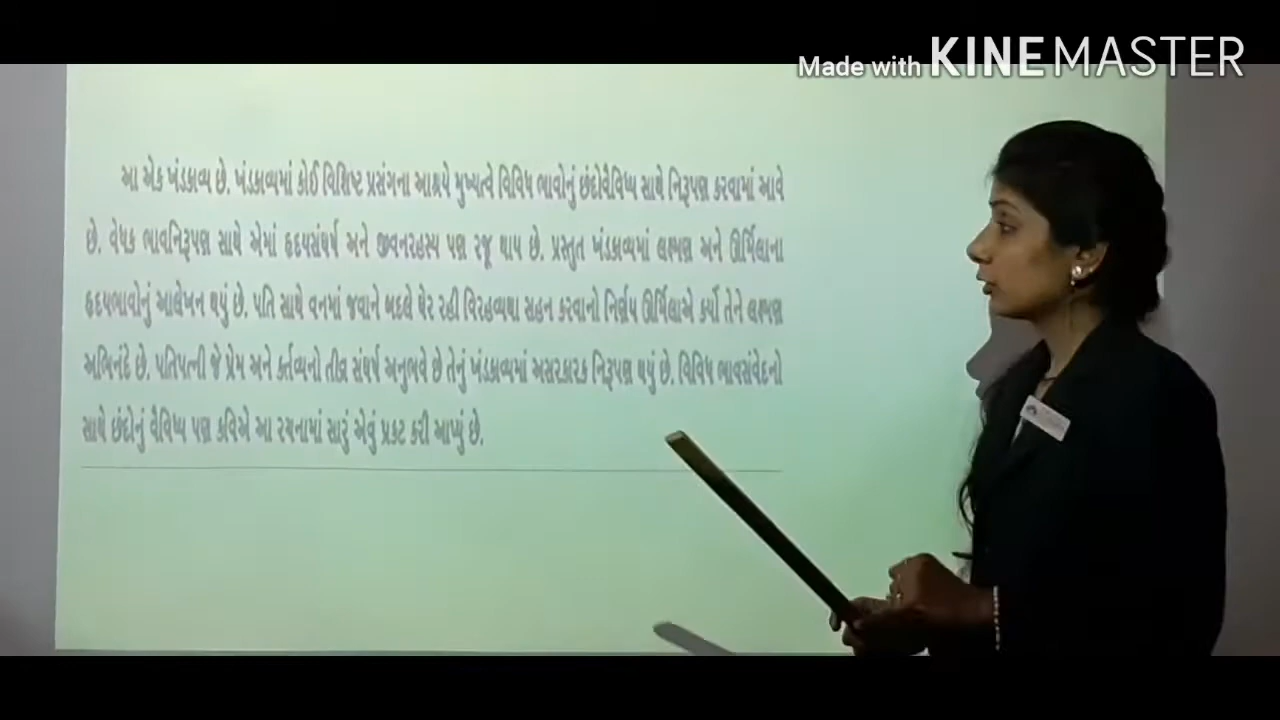 Made with KINEMASTER
આ એક ખંડકાવ્ય છે. ખંડકાવ્યમાં કોઈ વિશિષ્ટ પ્રસંગના આશ્રયે મુખ્યત્વે વિવિધ ભાવોનું છંદોવૈવિધ્ય સાથે નિરૂપણ કરવામાં આવે
છે. વેધક ભાવનિરૂપણ સાથે એમાં હૃદયસંઘર્ષ અને જીવનરહસ્ય પણ રજૂ થાય છે. પ્રસ્તુત ખંડકાવ્યમાં લક્ષ્મણ અને ઊર્મિલાના
હૃદયભાવોનું આલેખન થયું છે. પતિ સાથે વનમાં જવાને બદલે ઘેર રહી વિરહવ્યથા સહન કરવાનો નિર્ણય ઊર્મિલાએ કર્યો તેને લક્ષ્મણ
અભિનંદે છે. પતિપત્ની જે પ્રેમ અને કર્તવ્યનો તીવ્ર સંઘર્ષ અનુભવે છે તેનું ખંડકાવ્યમાં અસરકારક નિરૂપણ થયું છે. વિવિધ ભાવસંવેદનો
સાથે છંદોનું વૈવિધ્ય પણ કવિએ આ રચનામાં સારું એવું પ્રકટ કરી આપ્યું છે.